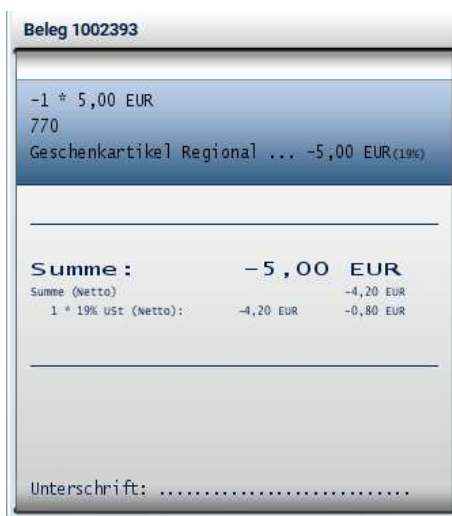 Beleg 1002393
-1 * 5,00 EUR
770
Geschenkartikel Regional ... -5,00 EUR(19%)
Summe: -5,00 EUR
Summe (Netto) -4,20 EUR
1 * 19% USt (Netto): -4,20 EUR -0,80 EUR
Unterschrift: ............................